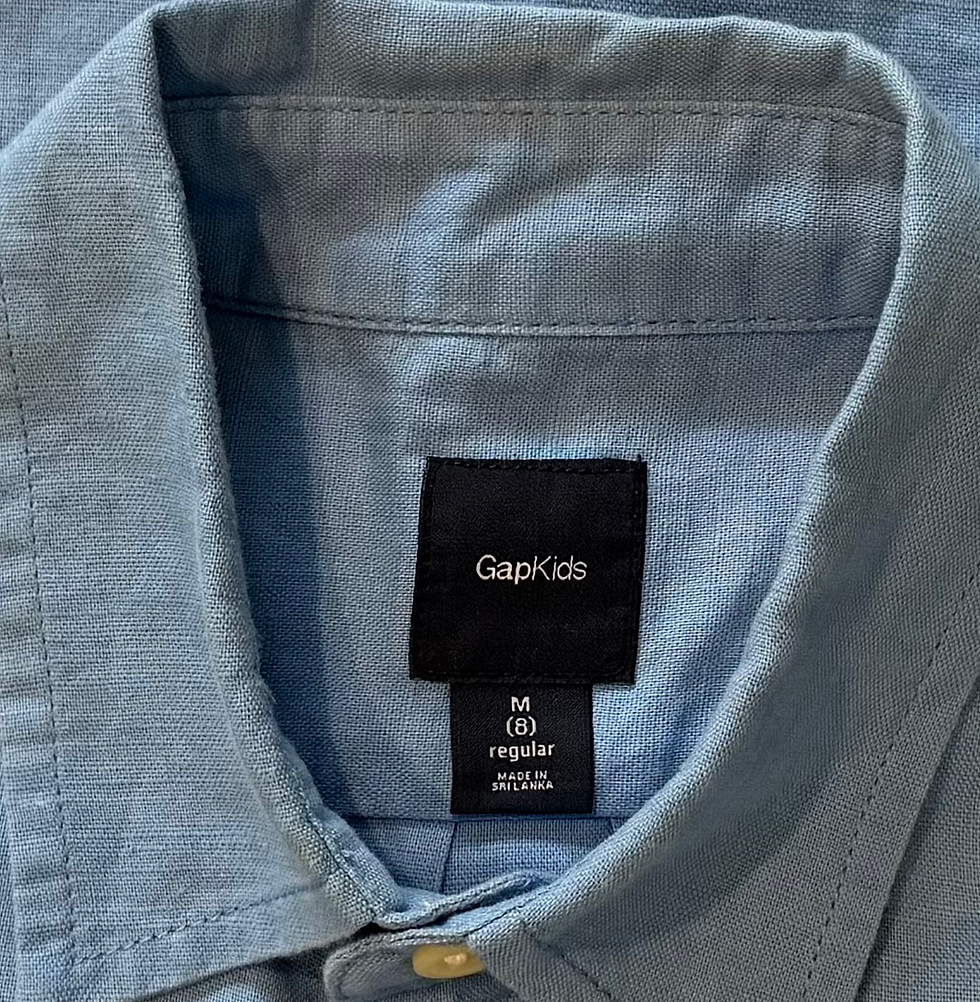 GapKids
M
(8)
regular
MADE IN
SRI LANKA